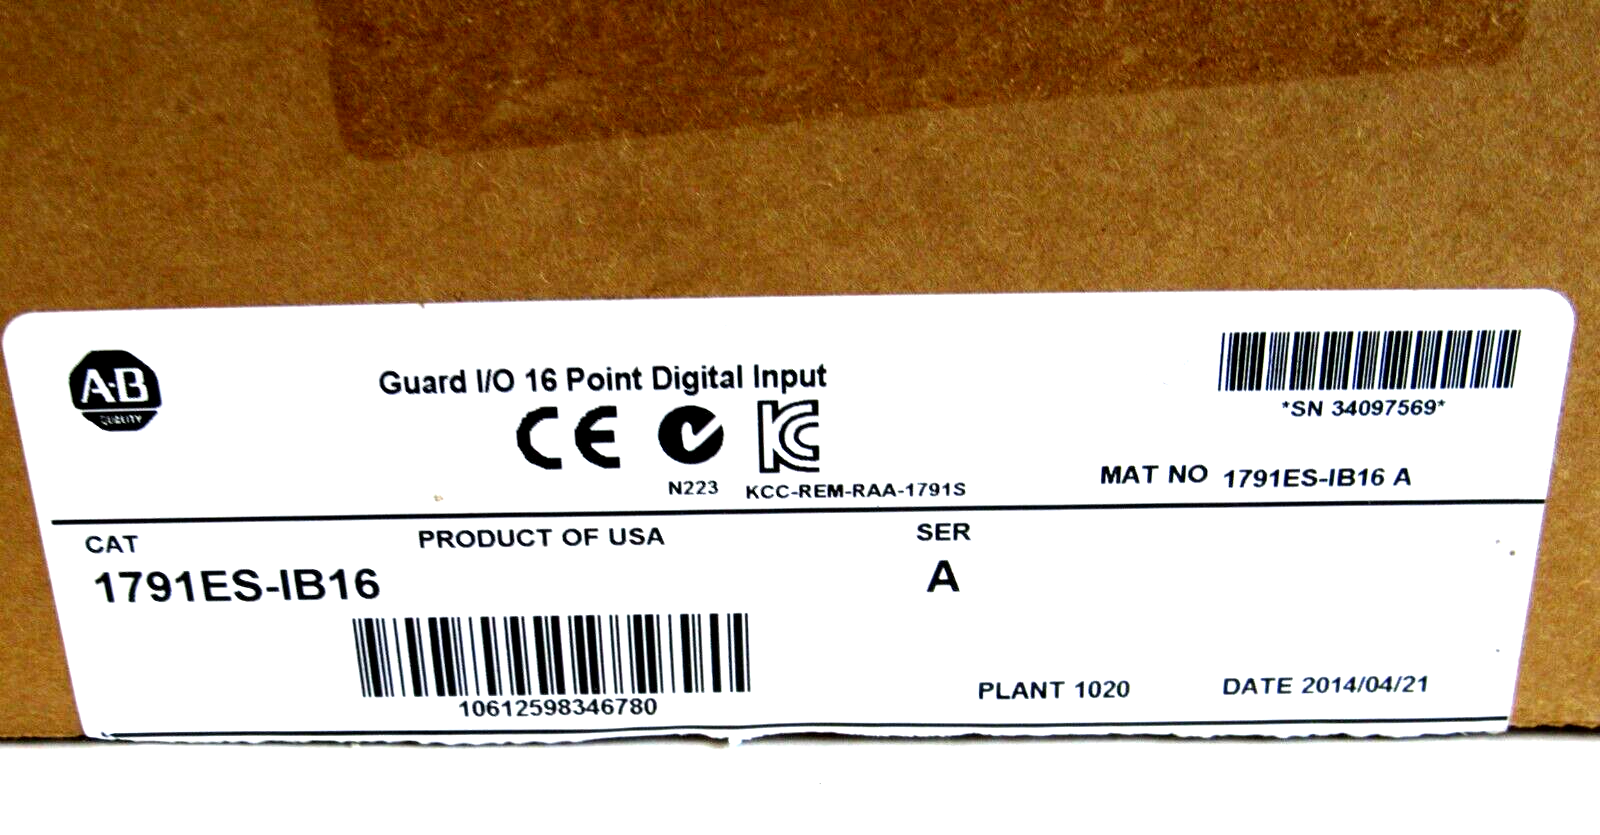 A·B
QUALITY
Guard I/O 16 Point Digital Input
CE
N223
KCC-REM-RAA-1791S
*SN 34097569*
MAT NO 1791ES-IB16 A
CAT
PRODUCT OF USA
SER
1791ES-IB16
A
10612598346780
PLANT 1020
DATE 2014/04/21